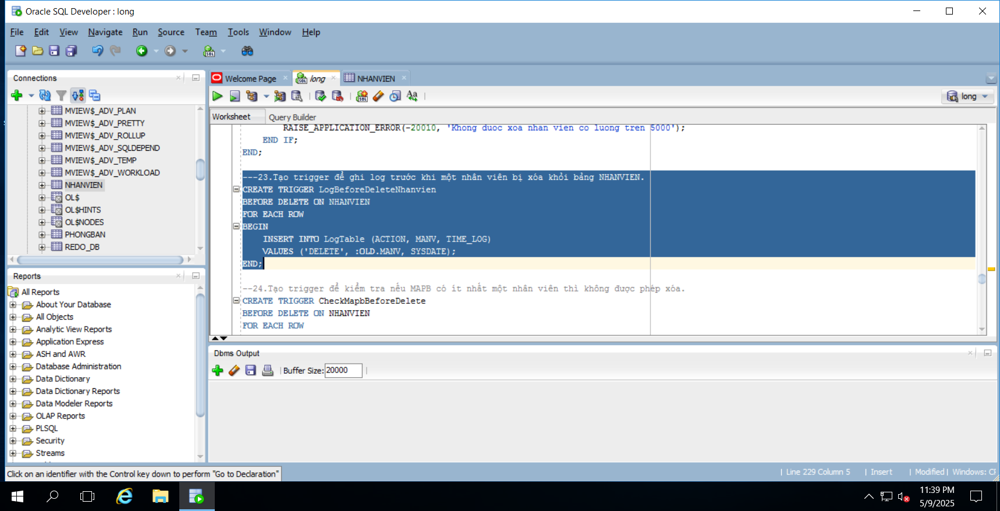 Oracle SQL Developer : long
File Edit View Navigate Run Source Team Tools Window Help
Connections
MVIEW$_ADV_PLAN
MVIEW$_ADV_PRETTY
MVIEW$_ADV_ROLLUP
MVIEW$_ADV_SQLDEPEND
MVIEW$_ADV_TEMP
MVIEW$_ADV_WORKLOAD
NHANVIEN
OL$
OL$HINTS
OL$NODES
PHONGBAN
REDO_DB
Reports
All Reports
About Your Database
All Objects
Analytic View Reports
Application Express
ASH and AWR
Database Administration
Data Dictionary
Data Dictionary Reports
Data Modeler Reports
OLAP Reports
PLSQL
Security
Streams
Welcome Page long NHANVIEN
long
Worksheet Query Builder
RAISE_APPLICATION_ERROR(-20010, 'Khong duoc xoa nhan vien co luong tren 5000');
END IF;
END;
---23.Tạo trigger để ghi log trước khi một nhân viên bị xóa khỏi bảng NHANVIEN.
CREATE TRIGGER LogBeforeDeleteNhanvien
BEFORE DELETE ON NHANVIEN
FOR EACH ROW
BEGIN
INSERT INTO LogTable (ACTION, MANV, TIME_LOG)
VALUES ('DELETE', :OLD.MANV, SYSDATE);
END;
--24.Tạo trigger để kiểm tra nếu MAPB có ít nhất một nhân viên thì không được phép xóa.
CREATE TRIGGER CheckMapbBeforeDelete
BEFORE DELETE ON NHANVIEN
FOR EACH ROW
Dbms Output
Buffer Size: 20000
Click on an identifier with the Control key down to perform "Go to Declaration"
| Line 229 Column 5 | Insert | Modified | Windows:
11:39 PM
5/9/2025